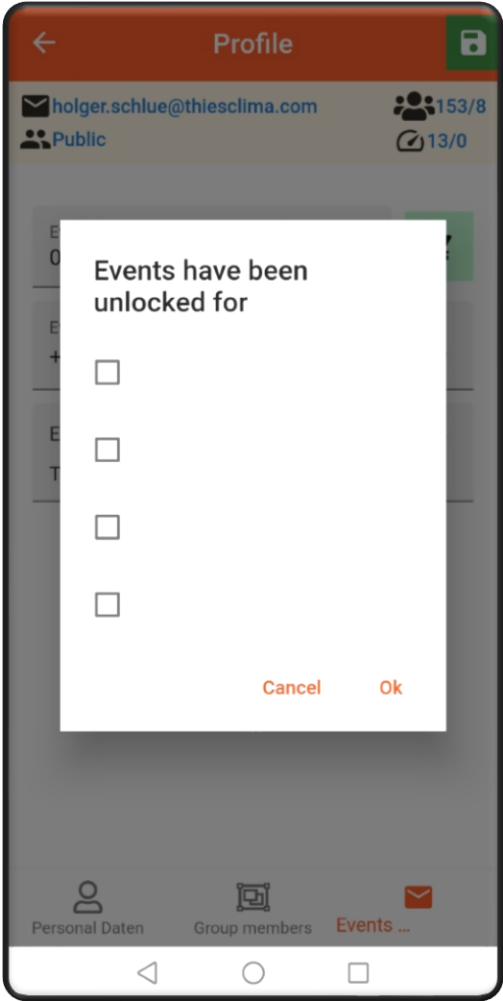 Profile
holger.schlue@thiesclima.com
153/8
Public
13/0
Events have been
unlocked for
Cancel
Ok
Personal Daten
Group members
Events ...